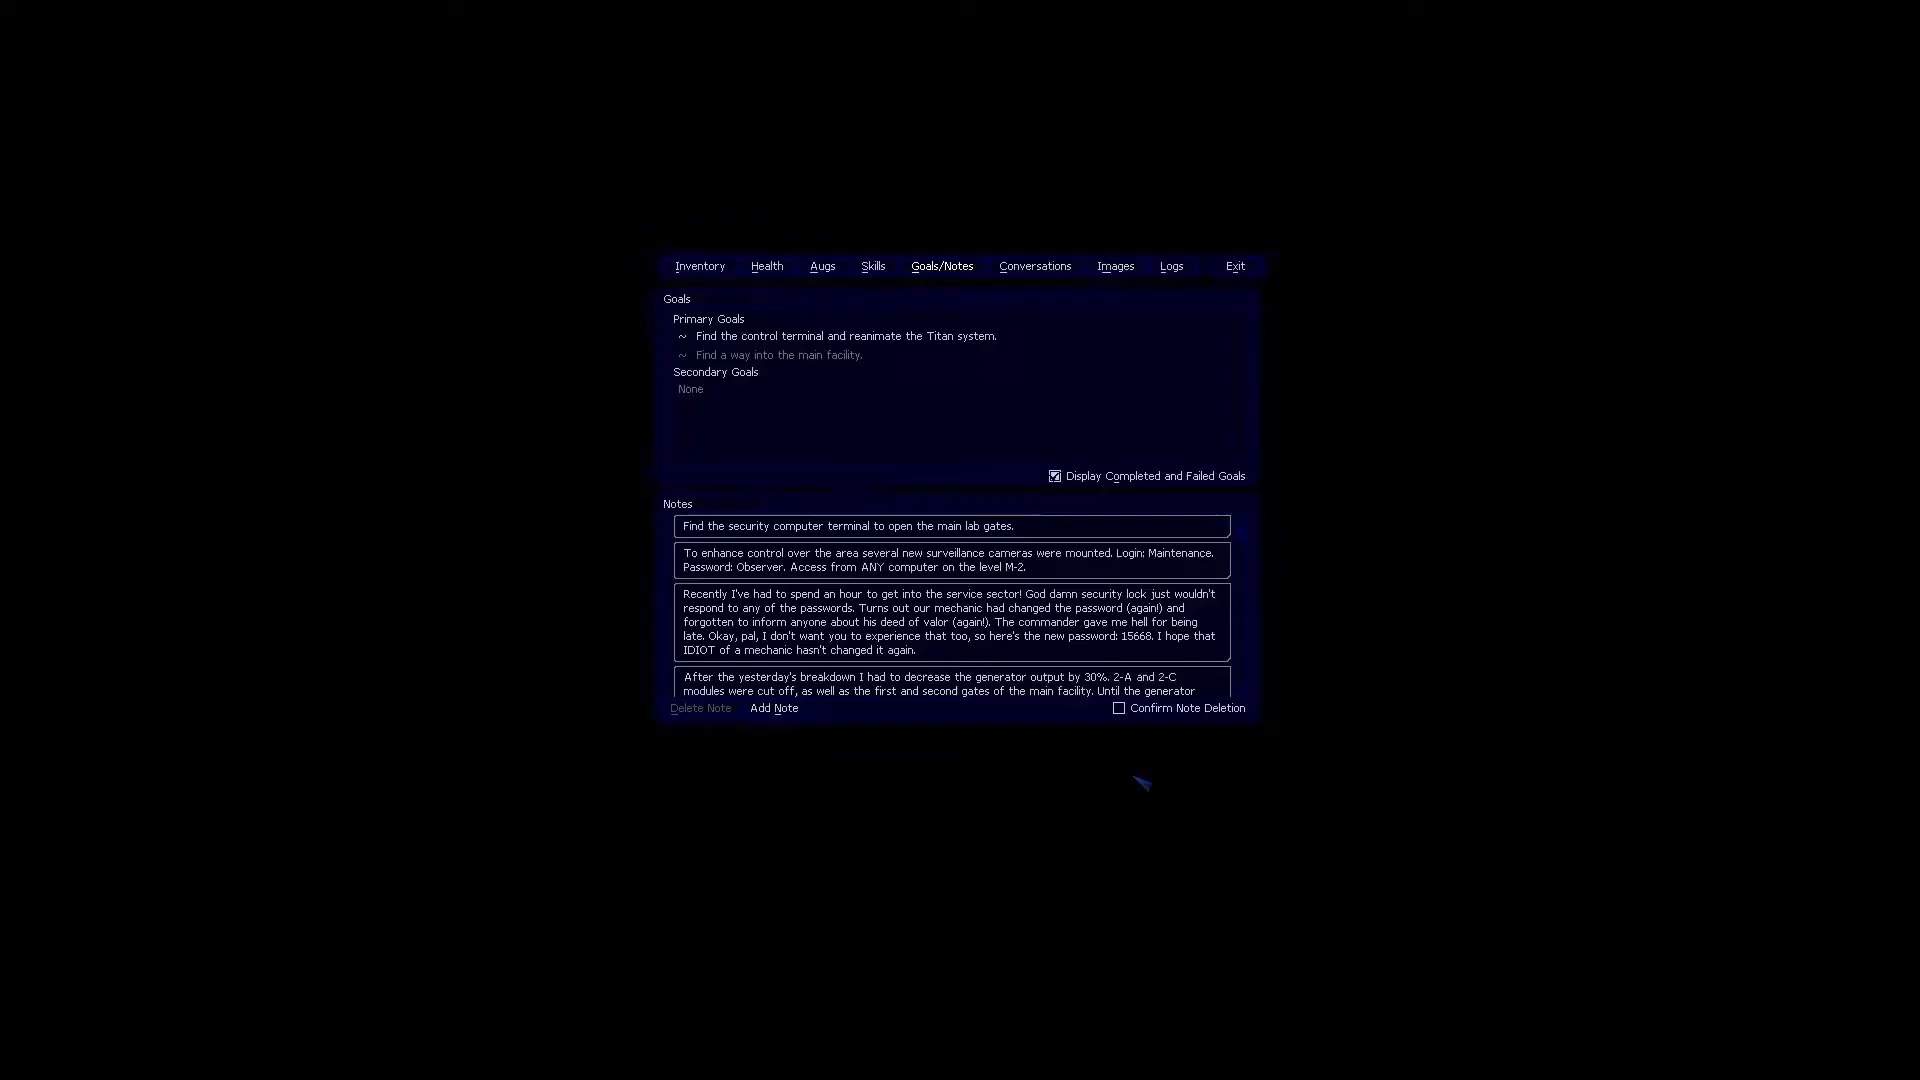 Inventory Health Augs Skills Goals/Notes Conversations Images Logs Exit
Goals
Primary Goals
~ Find the control terminal and reanimate the Titan system.
~ Find a way into the main facility.
Secondary Goals
None
Display Completed and Failed Goals
Notes
Find the security computer terminal to open the main lab gates.
To enhance control over the area several new surveillance cameras were mounted. Login: Maintenance.
Password: Observer. Access from ANY computer on the level M-2.
Recently I've had to spend an hour to get into the service sector! God damn security lock just wouldn't
respond to any of the passwords. Turns out our mechanic had changed the password (again!) and
forgotten to inform anyone about his deed of valor (again!). The commander gave me hell for being
late. Okay, pal, I don't want you to experience that too, so here's the new password: 15668. I hope that
IDIOT of a mechanic hasn't changed it again.
After the yesterday's breakdown I had to decrease the generator output by 30%. 2-A and 2-C
modules were cut off, as well as the first and second gates of the main facility. Until the generator
Delete Note Add Note Confirm Note Deletion